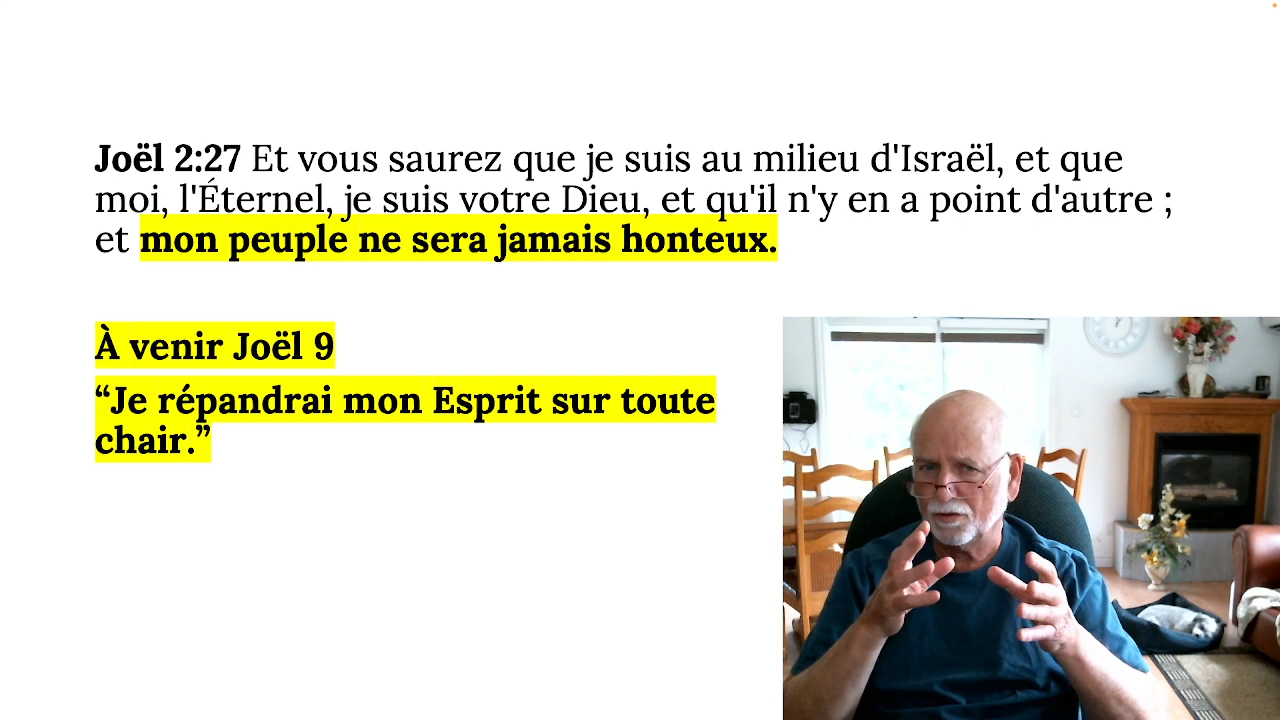 Joël 2:27 Et vous saurez que je suis au milieu d'Israël, et que
moi, l'Éternel, je suis votre Dieu, et qu'il n'y en a point d'autre ;
et mon peuple ne sera jamais honteux.
À venir Joël 9
“Je répandrai mon Esprit sur toute
chair.”